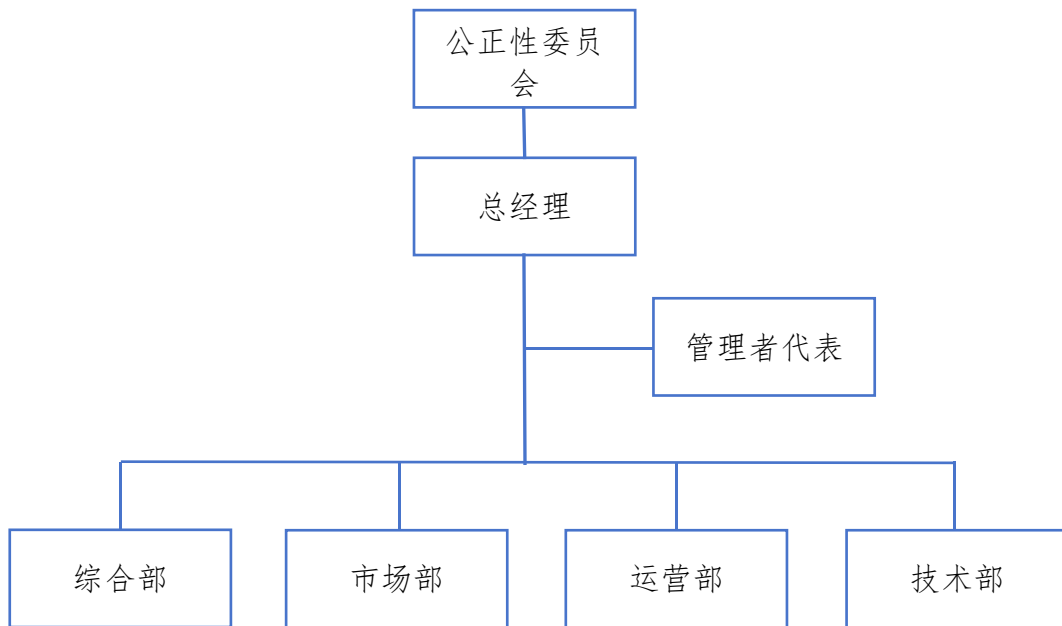 公正性委员
会
总经理
管理者代表
综合部
市场部
运营部
技术部